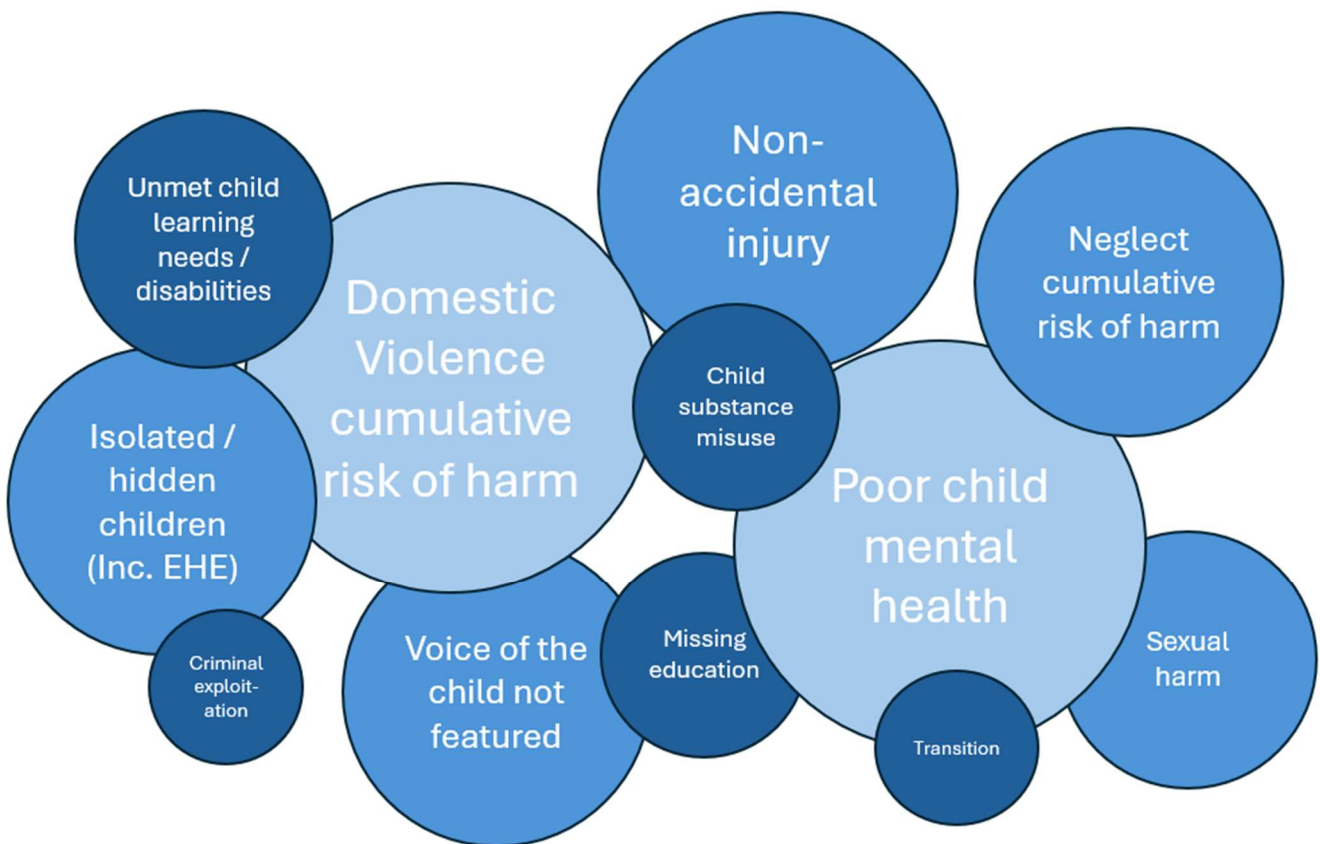 Non-
accidental
injury
Unmet child
learning
needs /
disabilities
Neglect
cumulative
risk of harm
Domestic
Violence
cumulative
risk of harm
Child
substance
misuse
Isolated /
hidden
children
(Inc. EHE)
Poor child
mental
health
Criminal
exploit-
ation
Voice of the
child not
featured
Missing
education
Sexual
harm
Transition